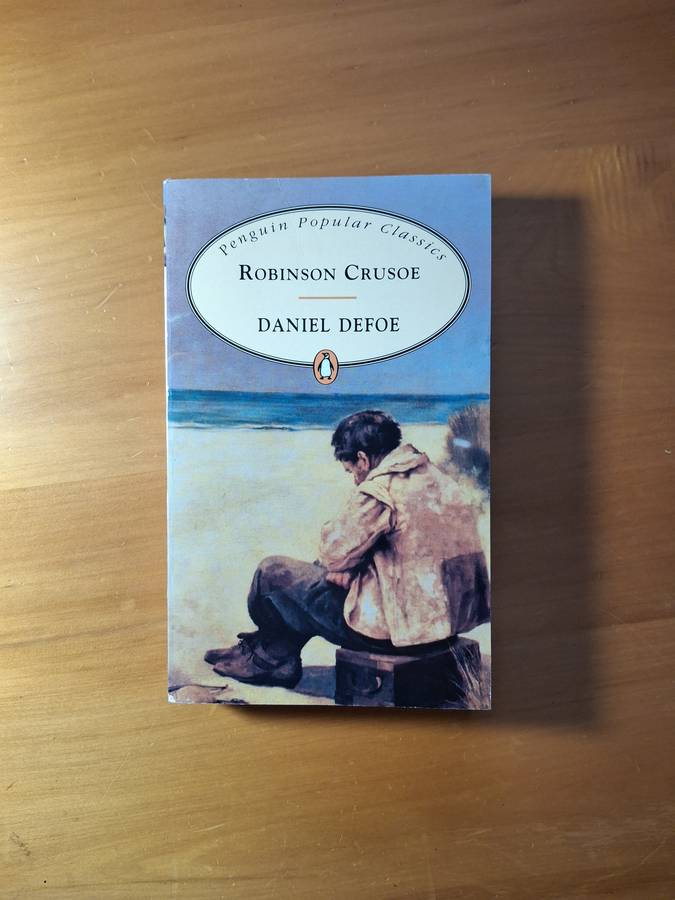 Penguin Popular Classics
ROBINSON CRUSOE
DANIEL DEFOE